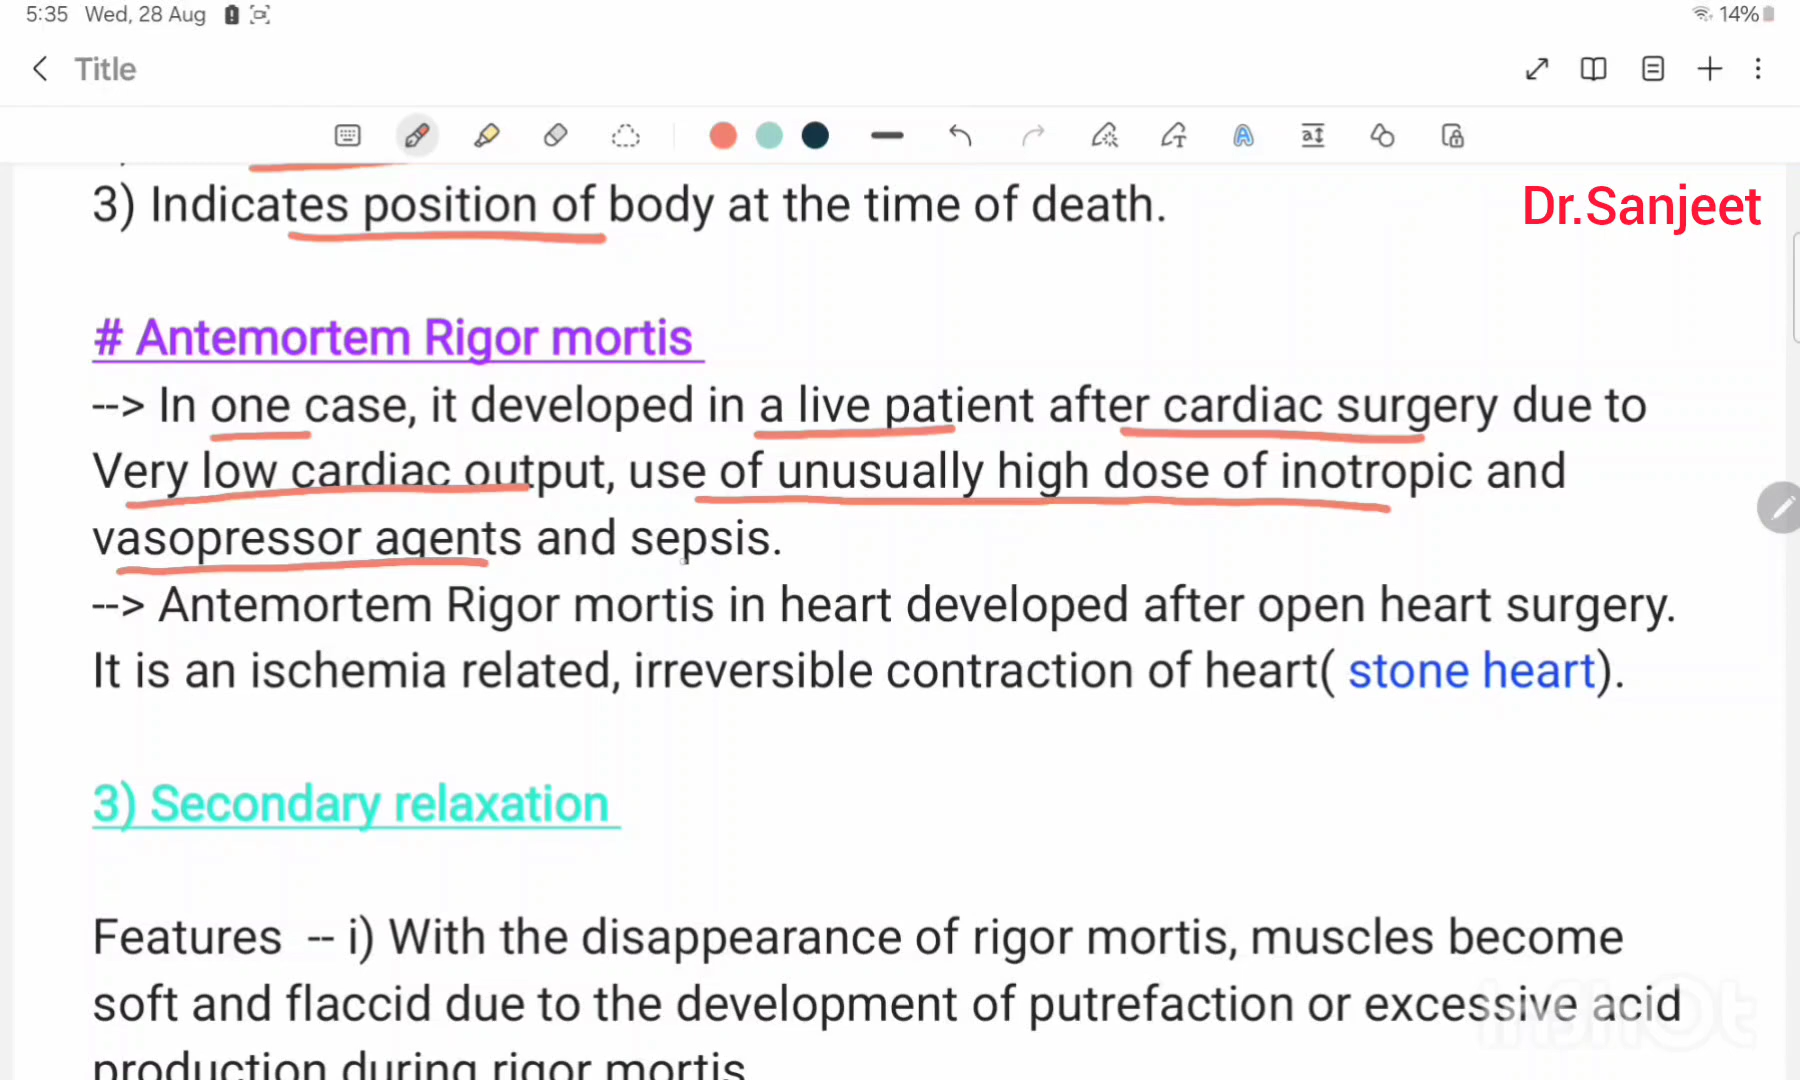 5:35 Wed, 28 Aug 14%
Title
3) Indicates position of body at the time of death.
Dr.Sanjeet
# Antemortem Rigor mortis
--> In one case, it developed in a live patient after cardiac surgery due to
Very low cardiac output, use of unusually high dose of inotropic and
vasopressor agents and sepsis.
--> Antemortem Rigor mortis in heart developed after open heart surgery.
It is an ischemia related, irreversible contraction of heart( stone heart).
3) Secondary relaxation
Features -- i) With the disappearance of rigor mortis, muscles become
soft and flaccid due to the development of putrefaction or excessive acid
production during rigor mortis
InShOt